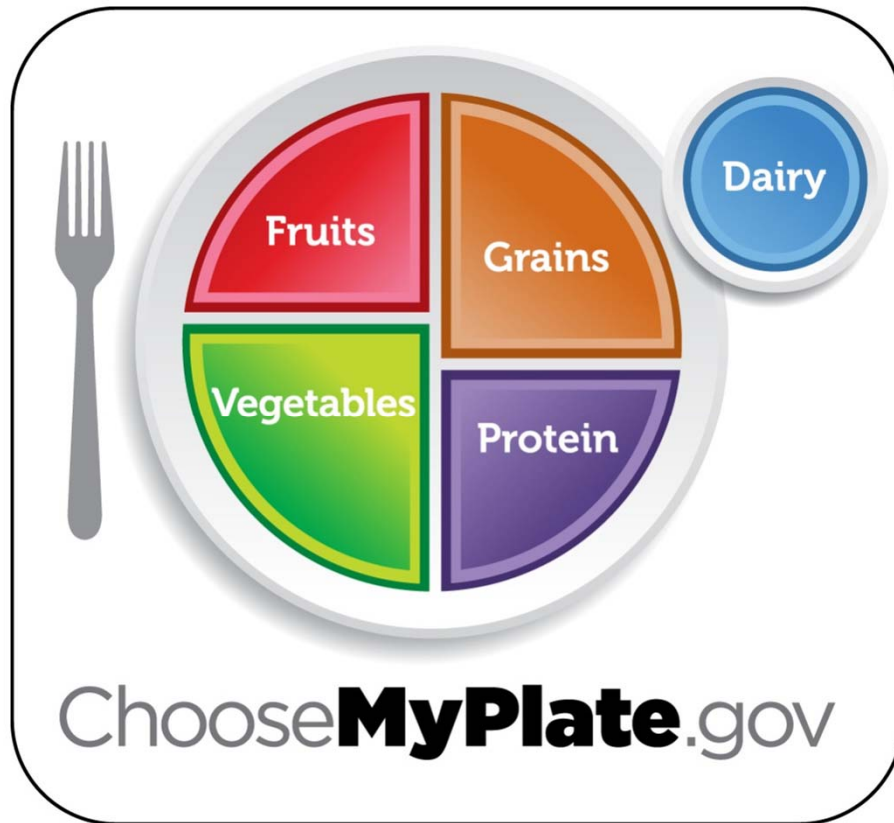 Dairy
Fruits
Grains
Vegetables
Protein
ChooseMyPlate.gov